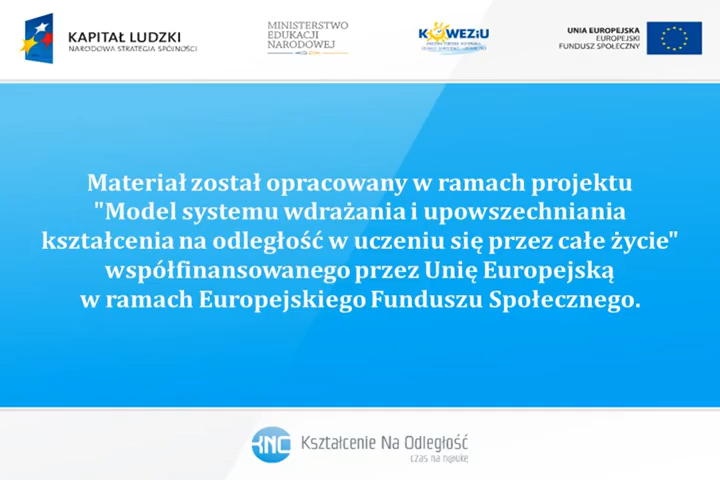 KAPITAŁ LUDZKI
NARODOWA STRATEGIA SPÓJNOŚCI
MINISTERSTWO
EDUKACJI
NARODOWEJ
KOWEZiU
UNIA EUROPEJSKA
EUROPEJSKI
FUNDUSZ SPOŁECZNY
Materiał został opracowany w ramach projektu
"Model systemu wdrażania i upowszechniania
kształcenia na odległość w uczeniu się przez całe życie"
współfinansowanego przez Unię Europejską
w ramach Europejskiego Funduszu Społecznego.
KNO Kształcenie Na Odległość
czas na n@ukę